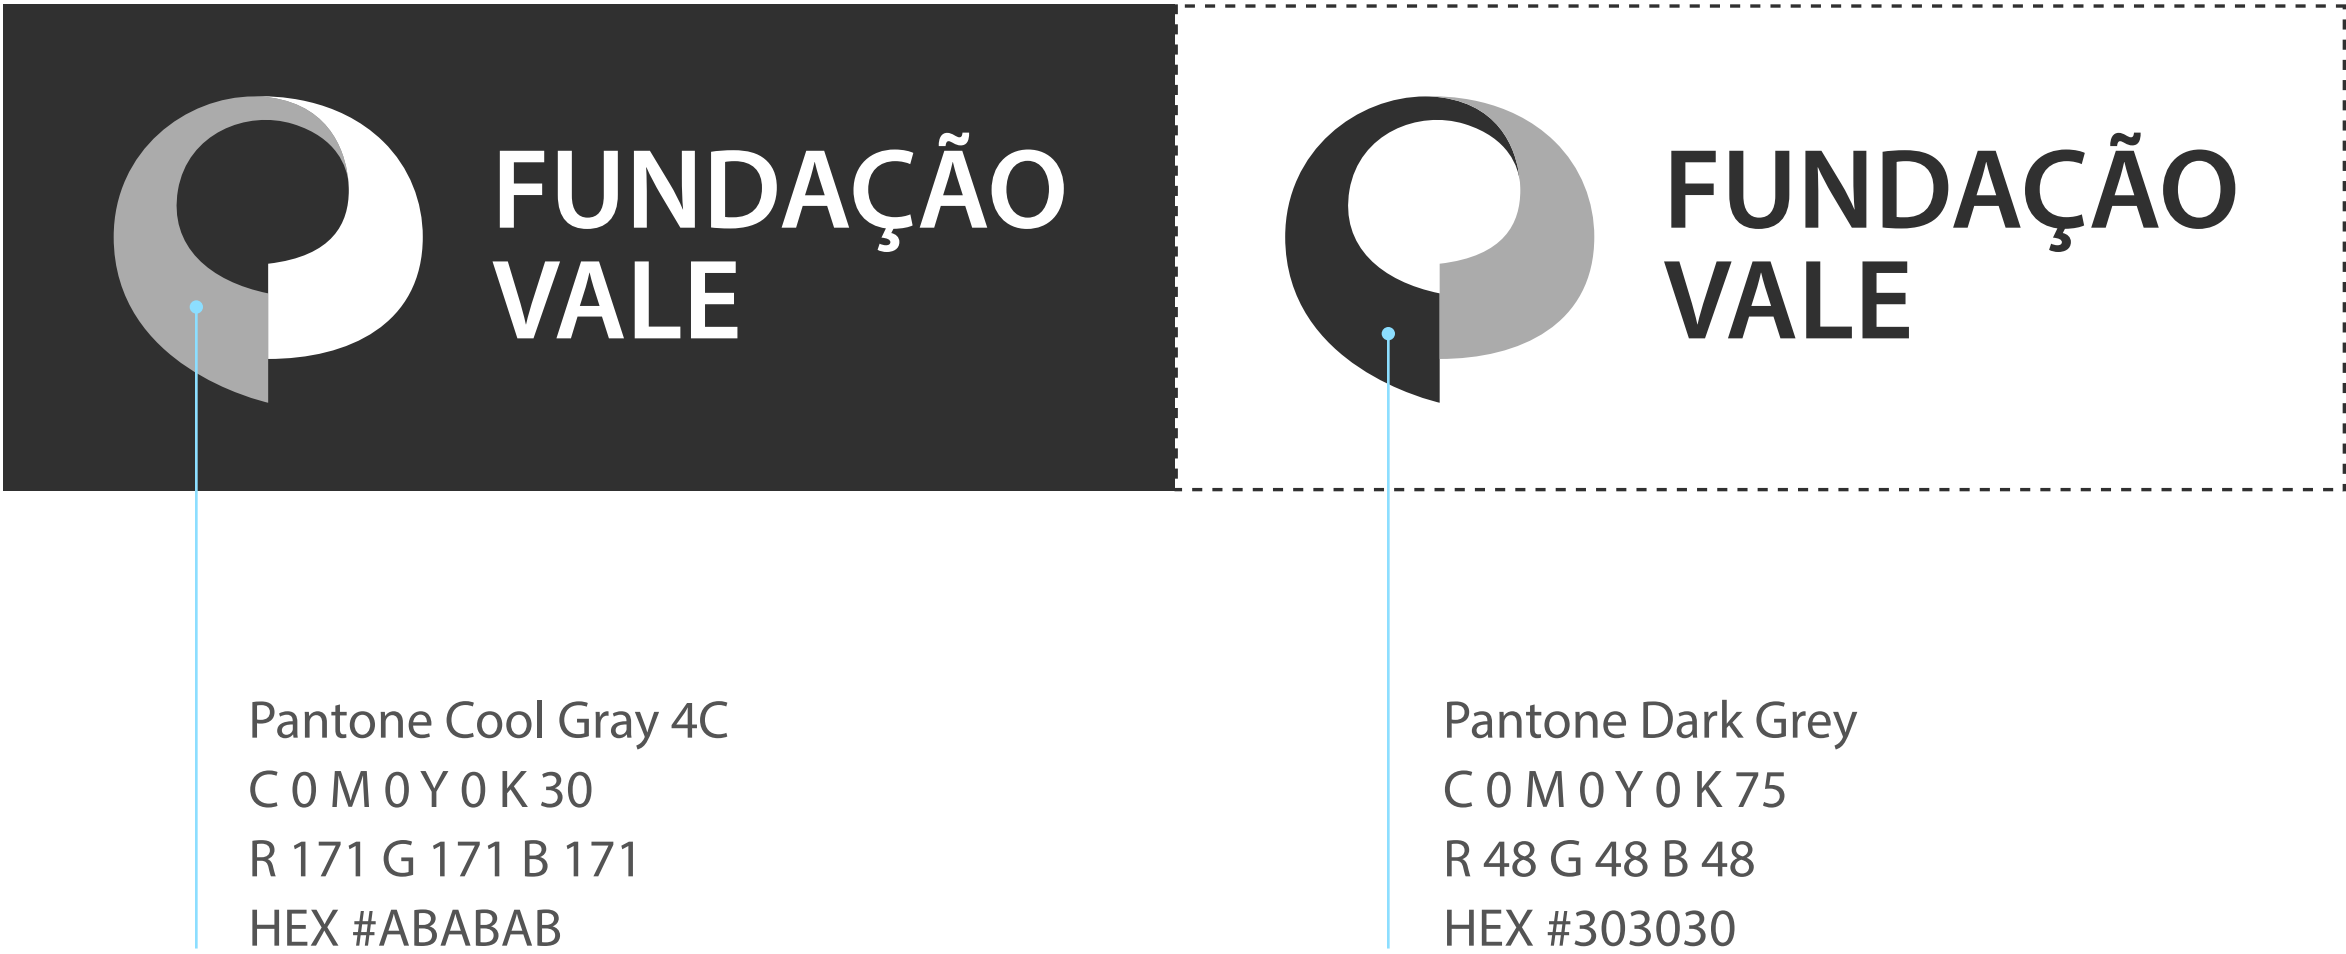 FUNDAÇÃO
VALE
FUNDAÇÃO
VALE
Pantone Cool Gray 4C
C 0 M 0 Y 0 K 30
R 171 G 171 B 171
HEX #ABABAB
Pantone Dark Grey
C 0 M 0 Y 0 K 75
R 48 G 48 B 48
HEX #303030